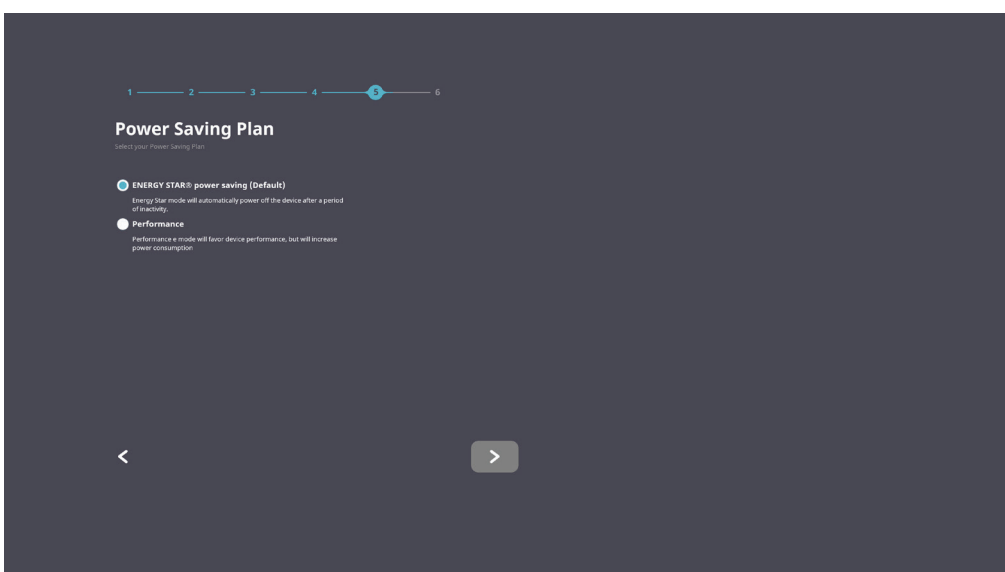 1 2 3 4 5 6
Power Saving Plan
Select your Power Saving Plan
ENERGY STAR® power saving (Default)
Energy Star mode will automatically power off the device after a period
of inactivity.
Performance
Performance e mode will favor device performance, but will increase
power consumption